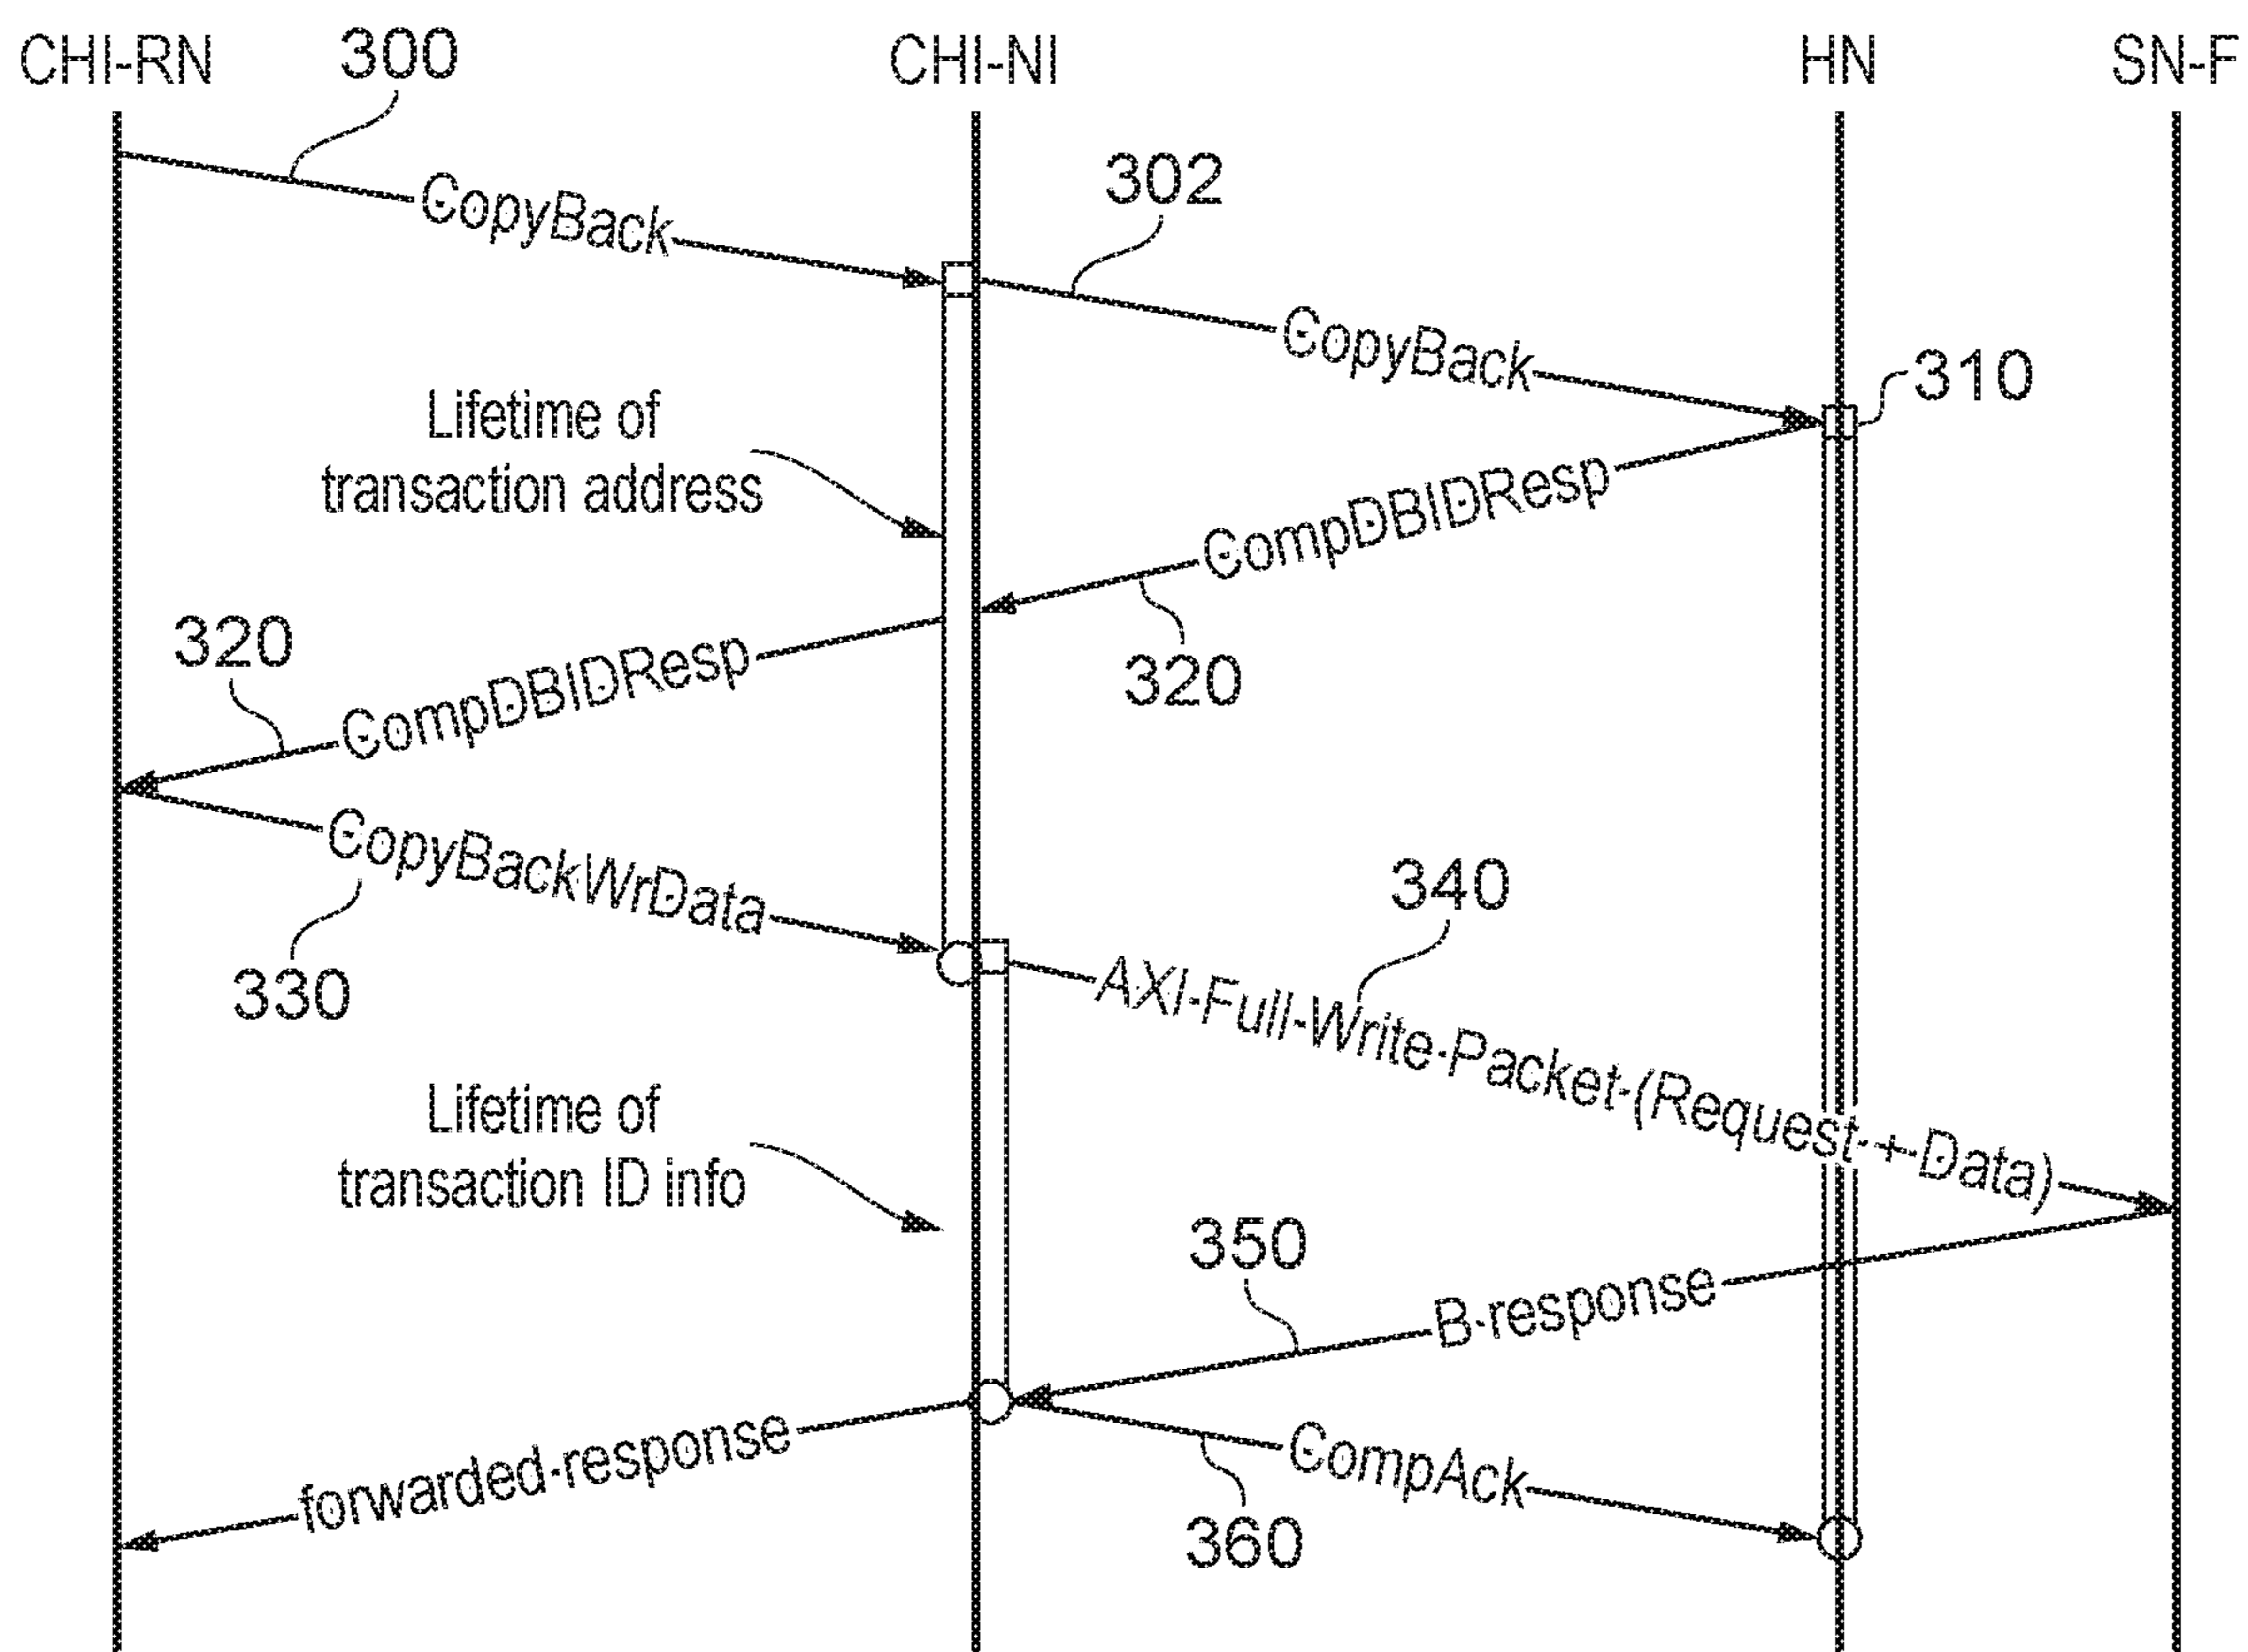 CHI-RN
300
CHI-NI
HN
SN-F
CopyBack
302
CopyBack
310
Lifetime of
transaction address
CompDBIDResp
320
320
CompDBIDResp
CopyBackWrData
330
340
AXI-Full-Write-Packet-(Request-+-Data)
Lifetime of
transaction ID info
350
B-response
forwarded-response
CompAck
360